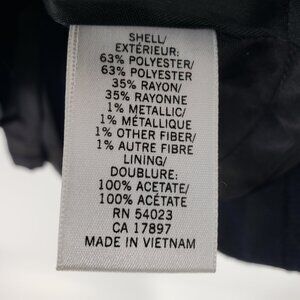 SHELL/
EXTÉRIEUR:
63% POLYESTER/
63% POLYESTER
35% RAYON/
35% RAYONNE
1% METALLIC/
1% MÉTALLIQUE
1% OTHER FIBER/
1% AUTRE FIBRE
LINING/
DOUBLURE:
100% ACETATE/
100% ACÉTATE
RN 54023
CA 17897
MADE IN VIETNAM